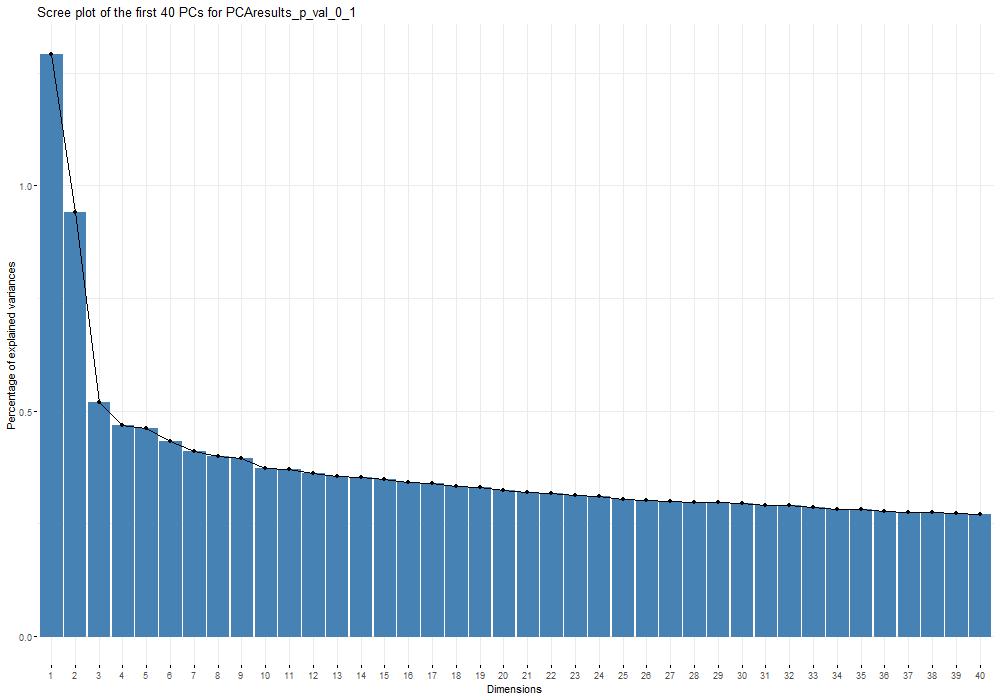 Scree plot of the first 40 PCs for PCAresults_p_val_0_1
Percentage of explained variances
1.0
0.5
0.0
1 2 3 4 5 6 7 8 9 10 11 12 13 14 15 16 17 18 19 20 21 22 23 24 25 26 27 28 29 30 31 32 33 34 35 36 37 38 39 40
Dimensions